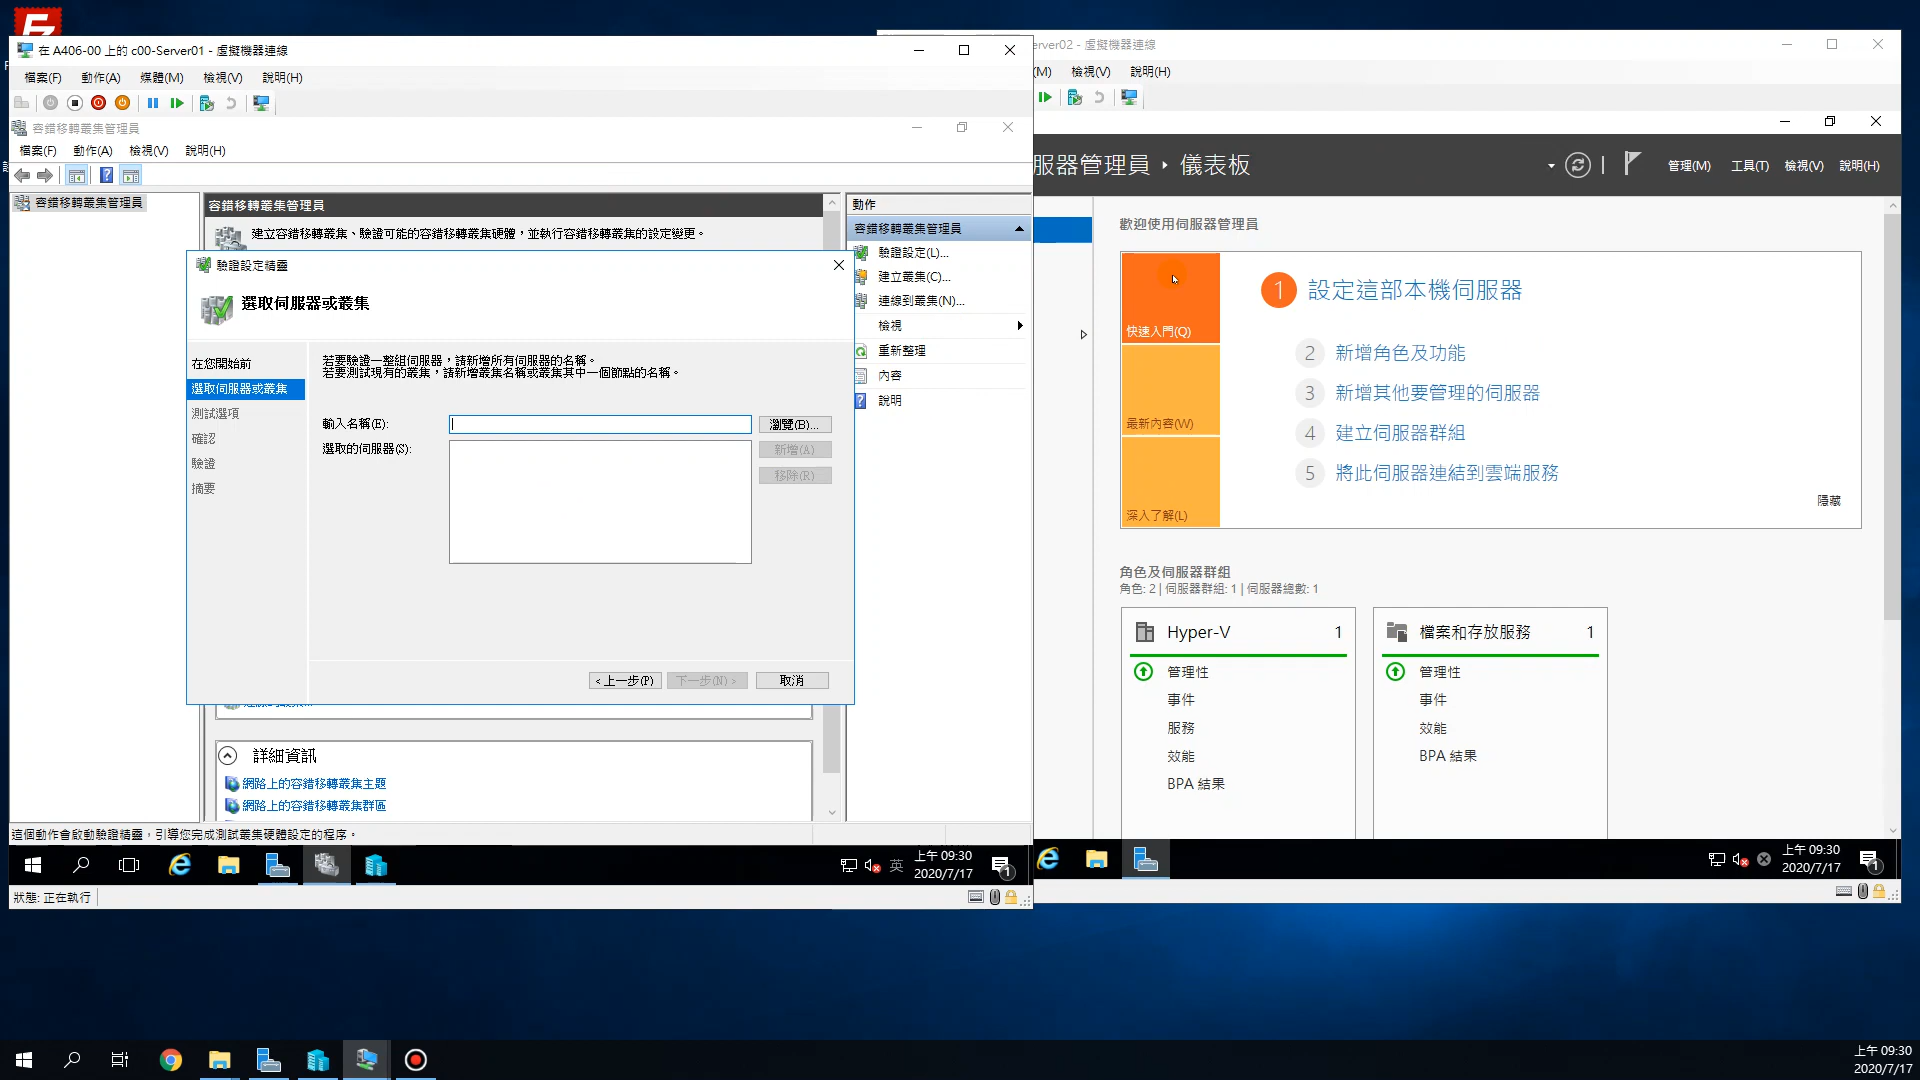 在 A406-00 上的 c00-Server01 - 虛擬機器連線
檔案(F) 動作(A) 媒體(M) 檢視(V) 說明(H)
容錯移轉叢集管理員
檔案(F) 動作(A) 檢視(V) 說明(H)
容錯移轉叢集管理員
容錯移轉叢集管理員
建立容錯移轉叢集、驗證可能的容錯移轉叢集硬體，並執行容錯移轉叢集的設定變更。
動作
容錯移轉叢集管理員
驗證設定(L)...
建立叢集(C)...
連線到叢集(N)...
檢視
重新整理
內容
說明
驗證設定精靈
選取伺服器或叢集
在您開始前
選取伺服器或叢集
測試選項
確認
驗證
摘要
若要驗證一整組伺服器，請新增所有伺服器的名稱。
若要測試現有的叢集，請新增叢集名稱或叢集其中一個節點的名稱。
輸入名稱(E):
瀏覽(B)...
選取的伺服器(S):
新增(A)
移除(R)
< 上一步(P)
下一步(N) >
取消
詳細資訊
網路上的容錯移轉叢集主題
網路上的容錯移轉叢集群區
這個動作會啟動驗證精靈，引導您完成測試叢集硬體設定的程序。
英
上午 09:30
2020/7/17
1
狀態: 正在執行
erver02 - 虛擬機器連線
(M) 檢視(V) 說明(H)
服器管理員 儀表板
管理(M) 工具(T) 檢視(V) 說明(H)
歡迎使用伺服器管理員
快速入門(Q)
最新內容(W)
深入了解(L)
1 設定這部本機伺服器
2 新增角色及功能
3 新增其他要管理的伺服器
4 建立伺服器群組
5 將此伺服器連結到雲端服務
隱藏
角色及伺服器群組
角色: 2 | 伺服器群組: 1 | 伺服器總數: 1
Hyper-V 1
管理性
事件
服務
效能
BPA 結果
檔案和存放服務 1
管理性
事件
效能
BPA 結果
上午 09:30
2020/7/17
1
上午 09:30
2020/7/17